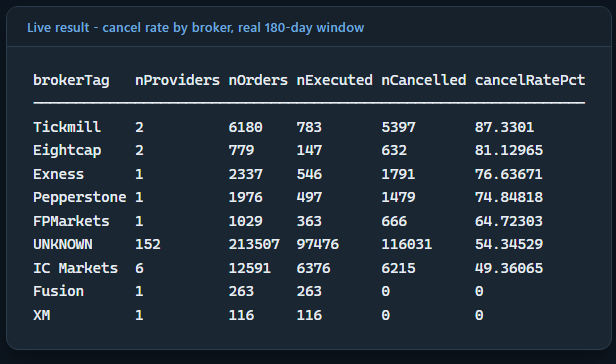 Live result - cancel rate by broker, real 180-day window
brokerTag nProviders nOrders nExecuted nCancelled cancelRatePct
Tickmill 2 6180 783 5397 87.3301
Eightcap 2 779 147 632 81.12965
Exness 1 2337 546 1791 76.63671
Pepperstone 1 1976 497 1479 74.84818
FPMarkets 1 1029 363 666 64.72303
UNKNOWN 152 213507 97476 116031 54.34529
IC Markets 6 12591 6376 6215 49.36065
Fusion 1 263 263 0 0
XM 1 116 116 0 0